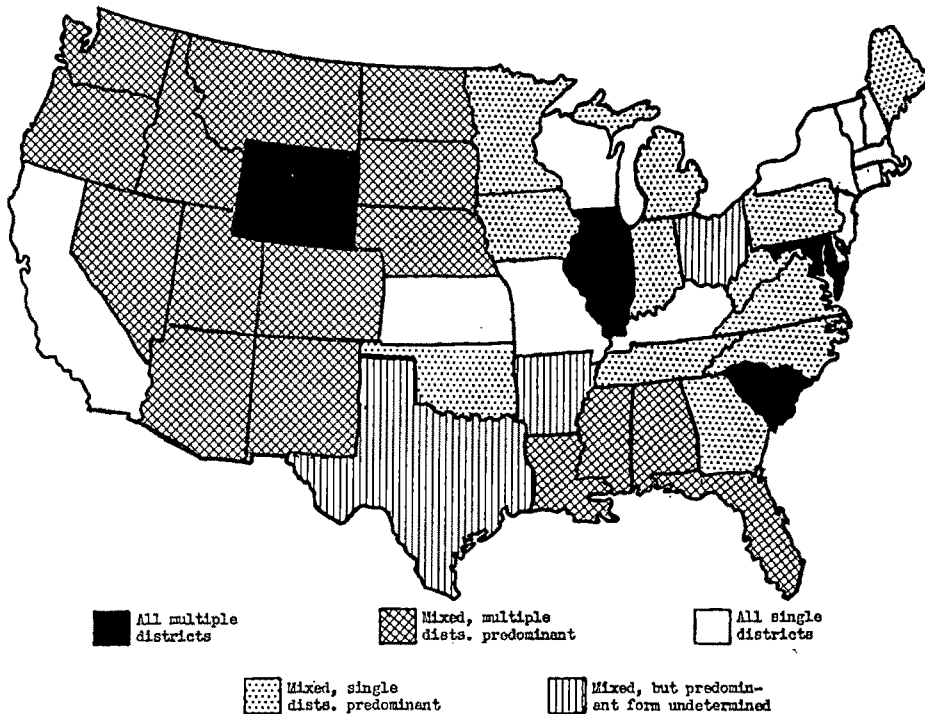 All multiple
districts
Mixed, multiple
dists. predominant
All single
districts
Mixed, single
dists. predominant
Mixed, but predomin-
ant form undetermined